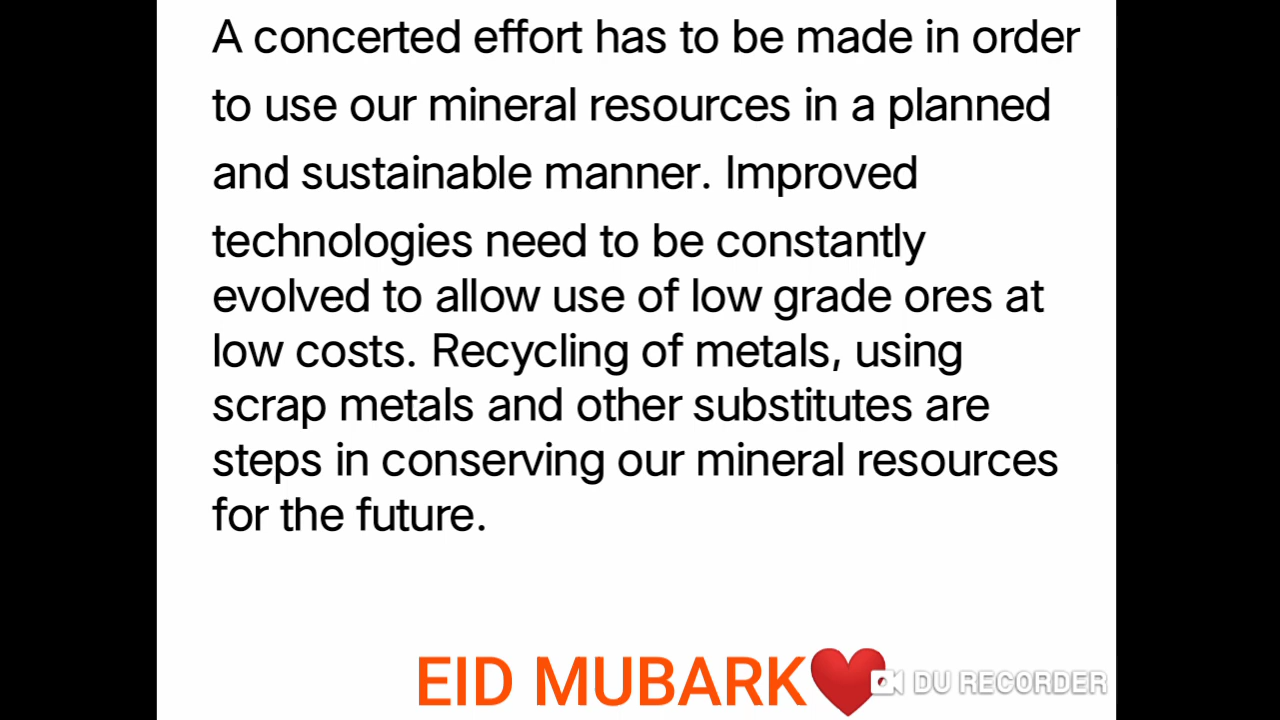 A concerted effort has to be made in order
to use our mineral resources in a planned
and sustainable manner. Improved
technologies need to be constantly
evolved to allow use of low grade ores at
low costs. Recycling of metals, using
scrap metals and other substitutes are
steps in conserving our mineral resources
for the future.
EID MUBARK❤️ DU RECORDER